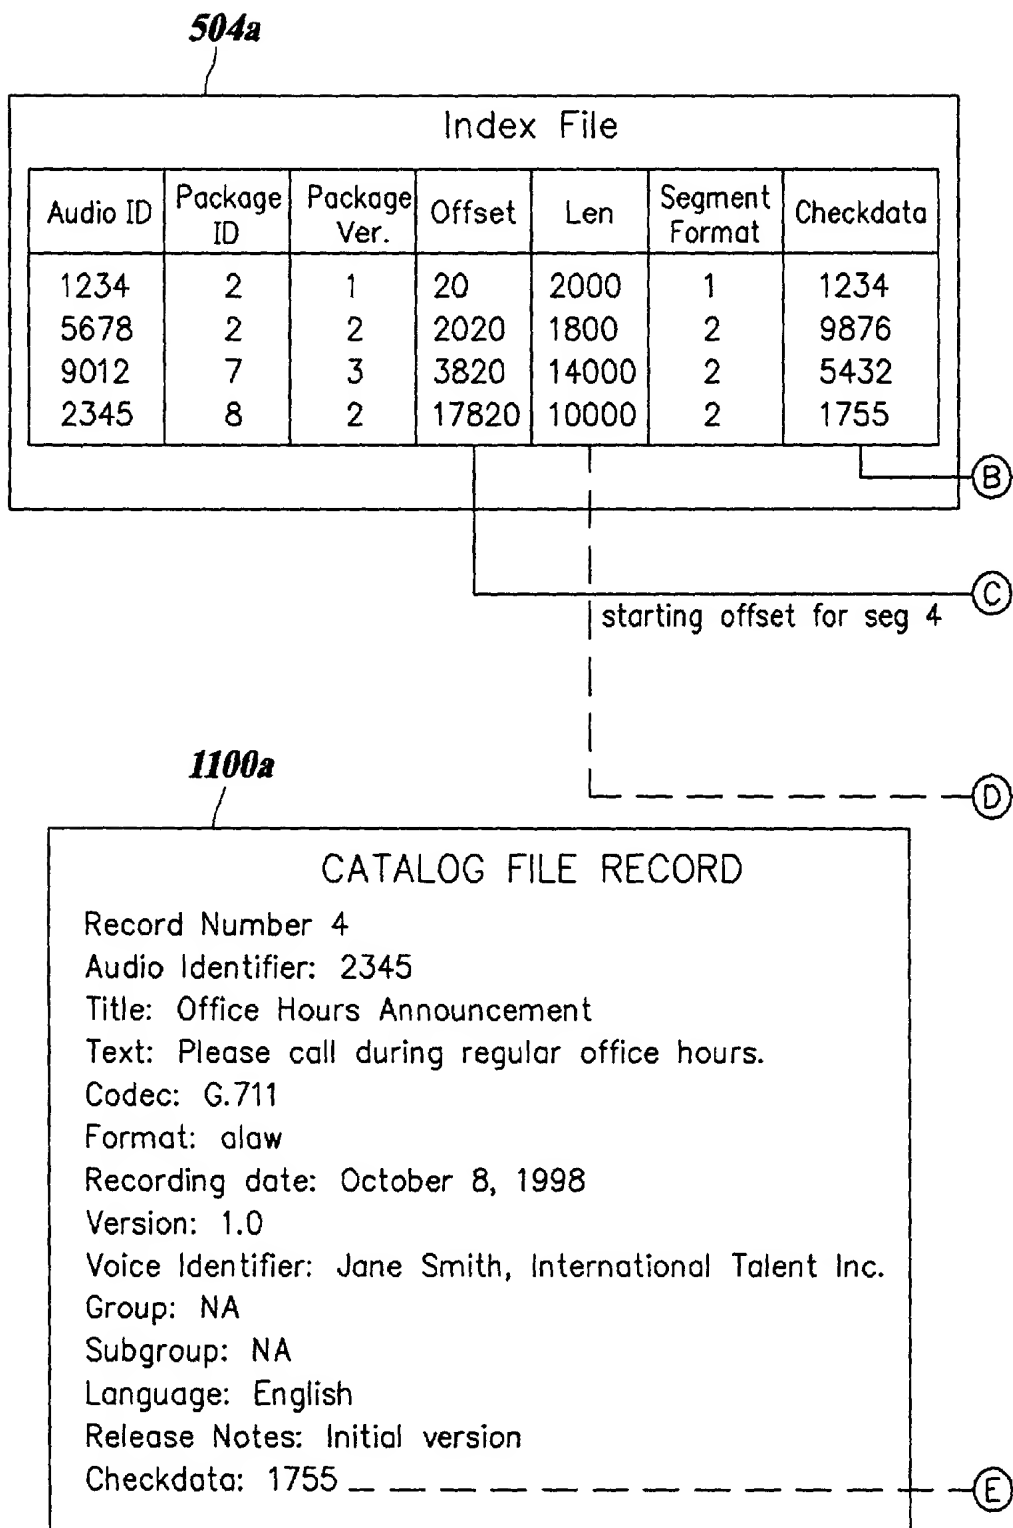 504a
Index File
Audio ID Package ID Package Ver. Offset Len Segment Format Checkdata
1234 2 1 20 2000 1 1234
5678 2 2 2020 1800 2 9876
9012 7 3 3820 14000 2 5432
2345 8 2 17820 10000 2 1755
B
C
starting offset for seg 4
D
1100a
CATALOG FILE RECORD
Record Number 4
Audio Identifier: 2345
Title: Office Hours Announcement
Text: Please call during regular office hours.
Codec: G.711
Format: alaw
Recording date: October 8, 1998
Version: 1.0
Voice Identifier: Jane Smith, International Talent Inc.
Group: NA
Subgroup: NA
Language: English
Release Notes: Initial version
Checkdata: 1755
E